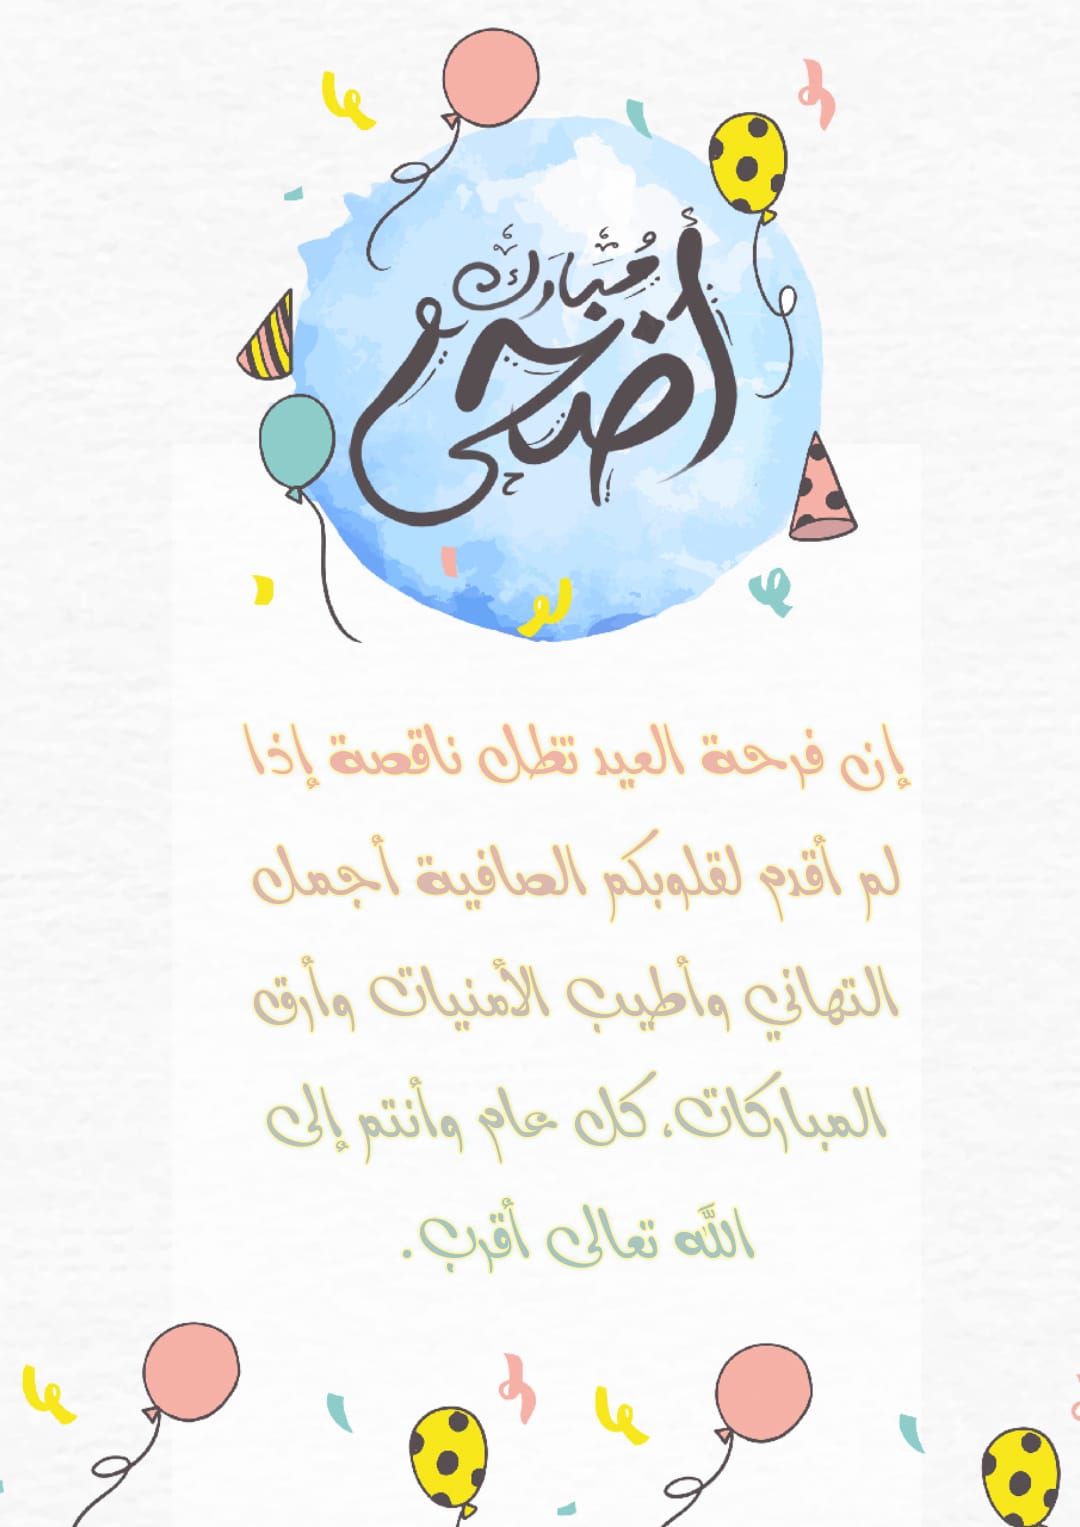 أضحى مُبَارك
إن فرحة العيد تظل ناقصة إذا
لم أقدم لقلوبكم الصافية أجمل
التهاني وأطيب الأمنيات وأرق
المباركات، كل عام وأنتم إلى
الله تعالى أقرب.